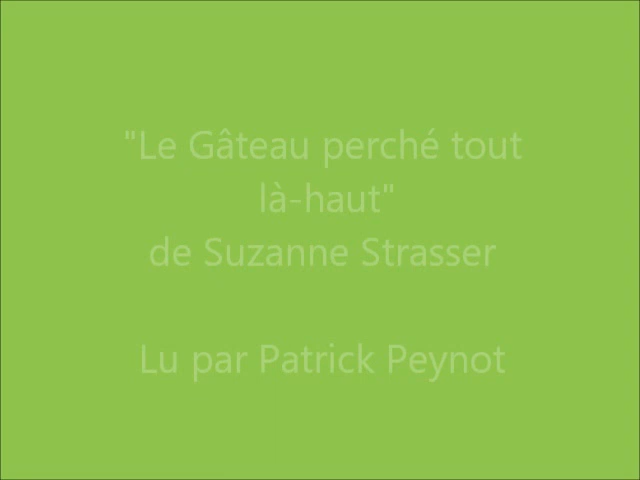 "Le Gâteau perché tout
là-haut"
de Suzanne Strasser
Lu par Patrick Peynot